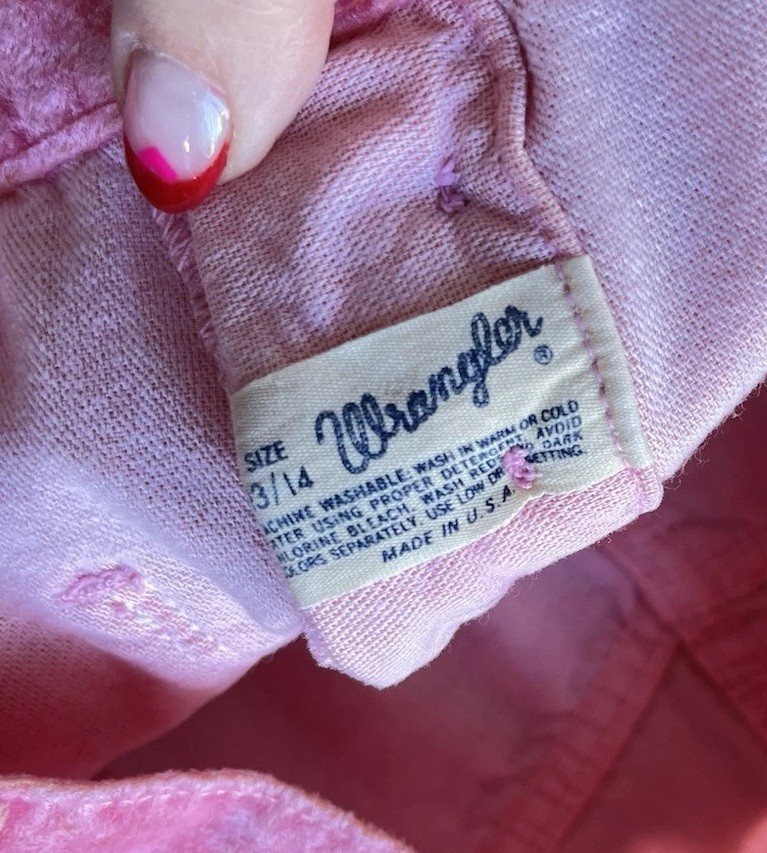 Wrangler ®
SIZE
3/14
ACHINE WASHABLE. WASH IN WARM OR COLD
ATER USING PROPER DETERGENT. AVOID
HLORINE BLEACH. WASH RED DARK
OLORS SEPARATELY. USE LOW SETTING.
MADE IN U.S.A.